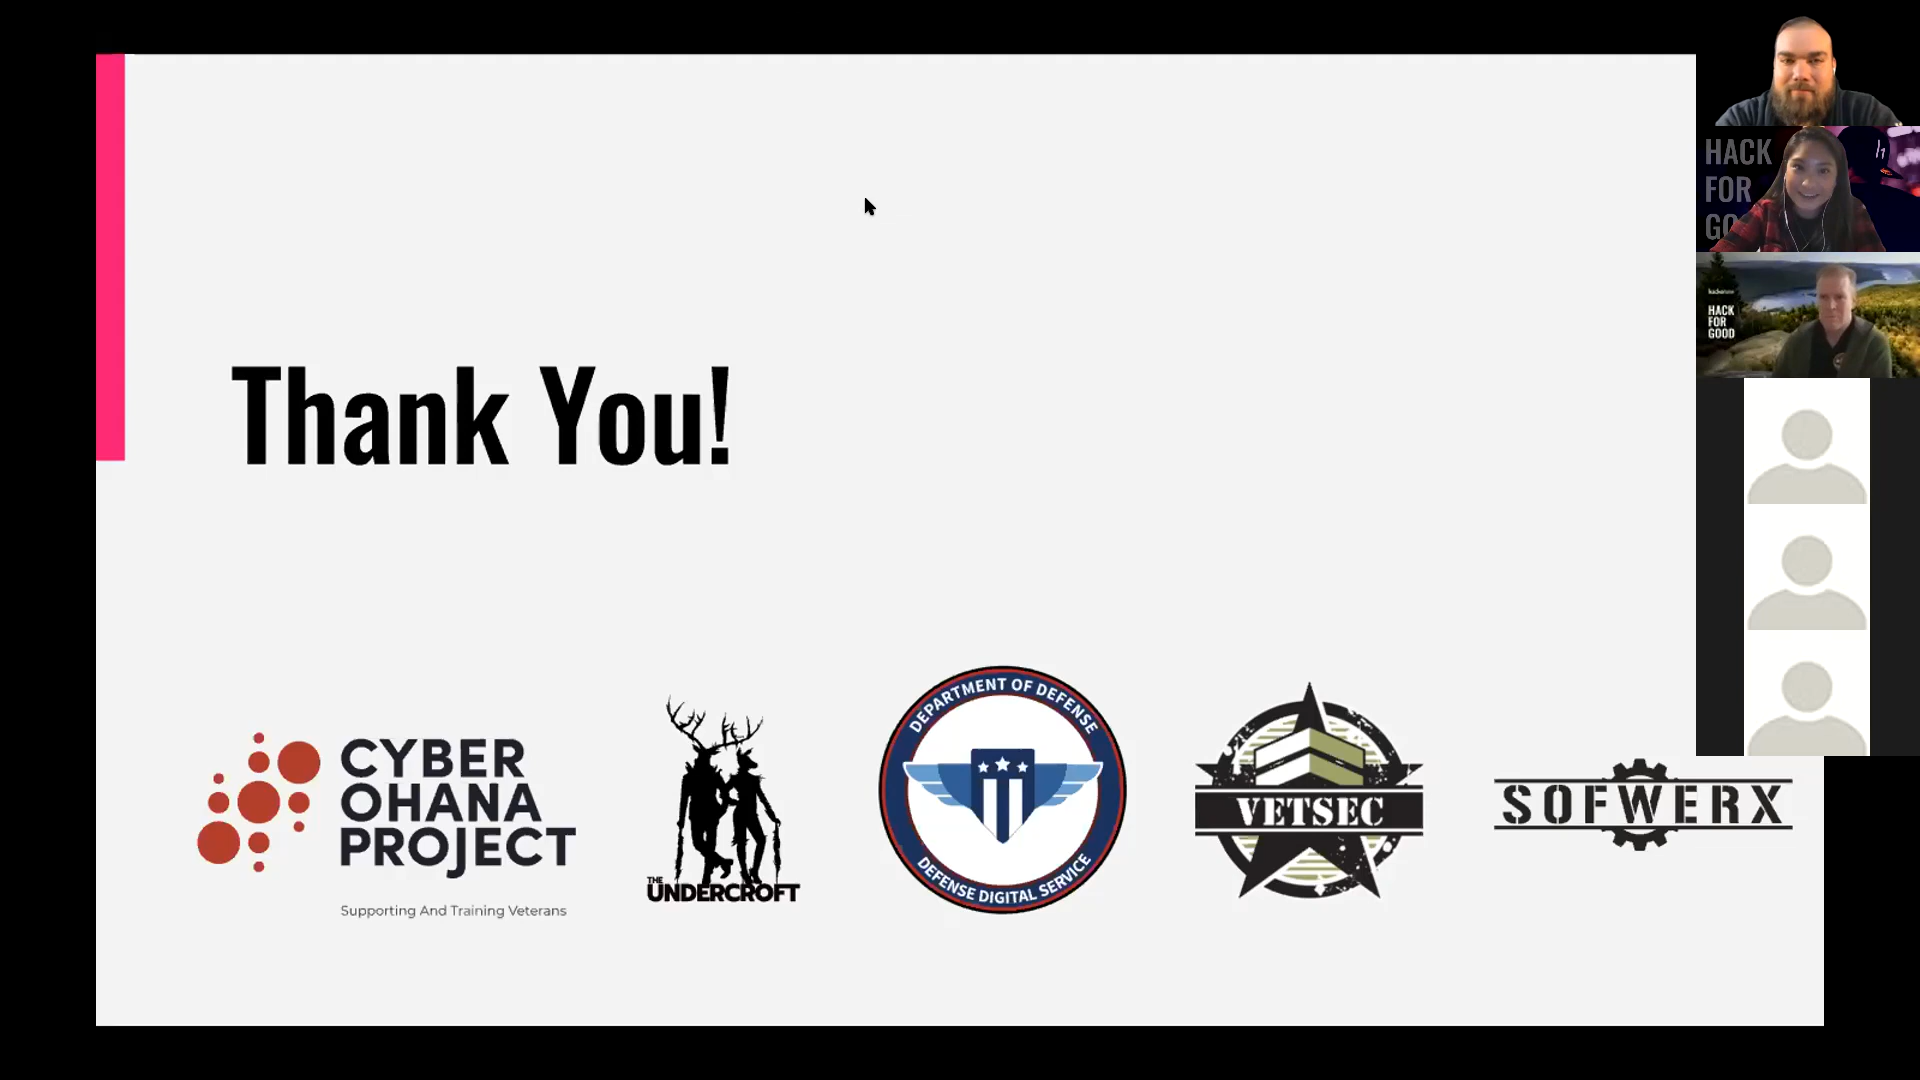 Thank You!
CYBER
OHANA
PROJECT
Supporting And Training Veterans
THE
UNDERCROFT
DEPARTMENT OF DEFENSE
DEFENSE DIGITAL SERVICE
VETSEC
SOFWERX
HACK
FOR
GO
HACK
FOR
GOOD